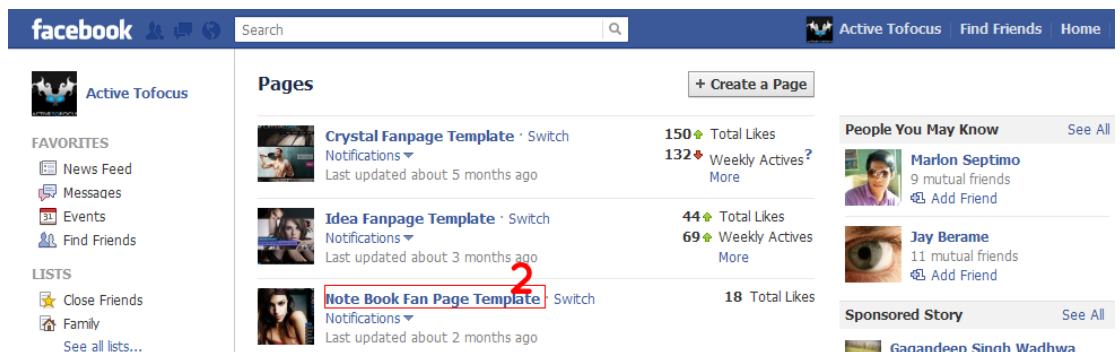 facebook
Search
Active Tofocus
Find Friends
Home
Active Tofocus
FAVORITES
News Feed
Messages
31
Events
Find Friends
LISTS
Close Friends
Family
See all lists...
Pages
+ Create a Page
Crystal Fanpage Template · Switch
Notifications
Last updated about 5 months ago
150 Total Likes
132 Weekly Actives?
More
Idea Fanpage Template · Switch
Notifications
Last updated about 3 months ago
44 Total Likes
69 Weekly Actives
More
2
Note Book Fan Page Template · Switch
Notifications
Last updated about 2 months ago
18 Total Likes
People You May Know
See All
Marlon Septimo
9 mutual friends
Add Friend
Jay Berame
11 mutual friends
Add Friend
Sponsored Story
See All
Gagandeep Singh Wadhwa